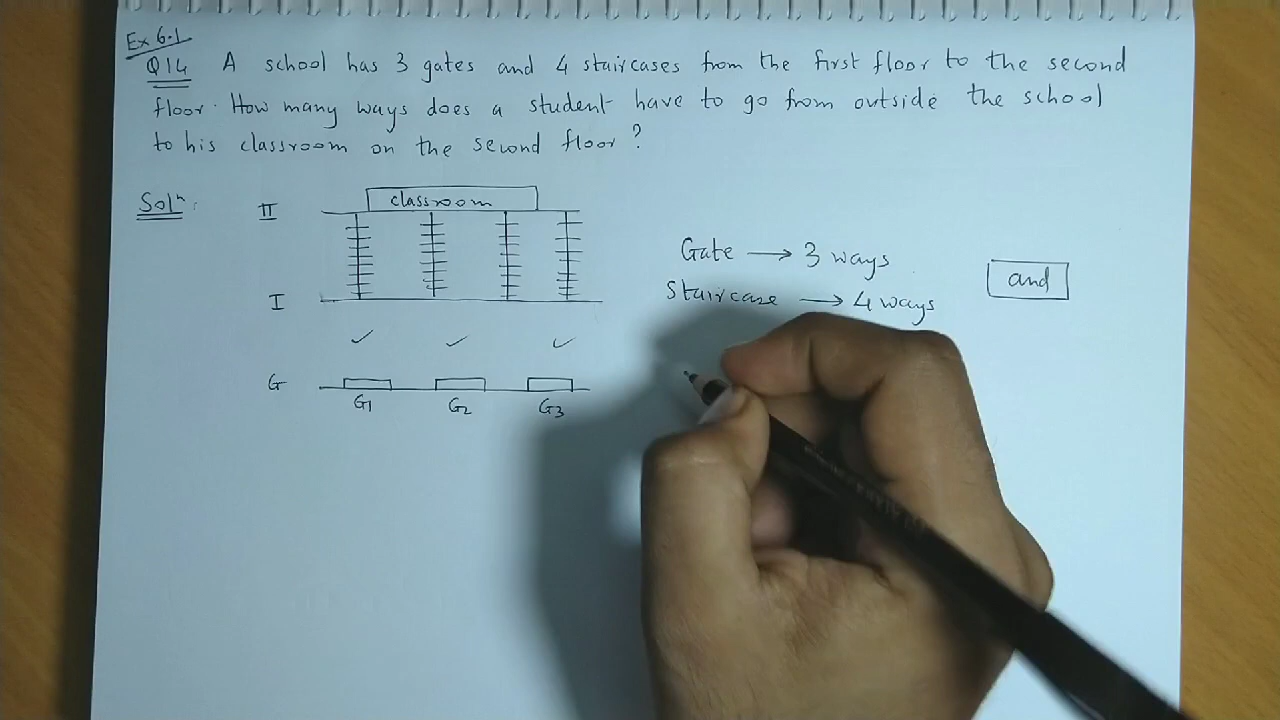 Ex 6.1
Q14 A school has 3 gates and 4 staircases from the first floor to the second
floor. How many ways does a student have to go from outside the school
to his classroom on the second floor?
Solⁿ:
II classroom
Gate → 3 ways
and
I
Staircase → 4 ways
G
G1 G2 G3